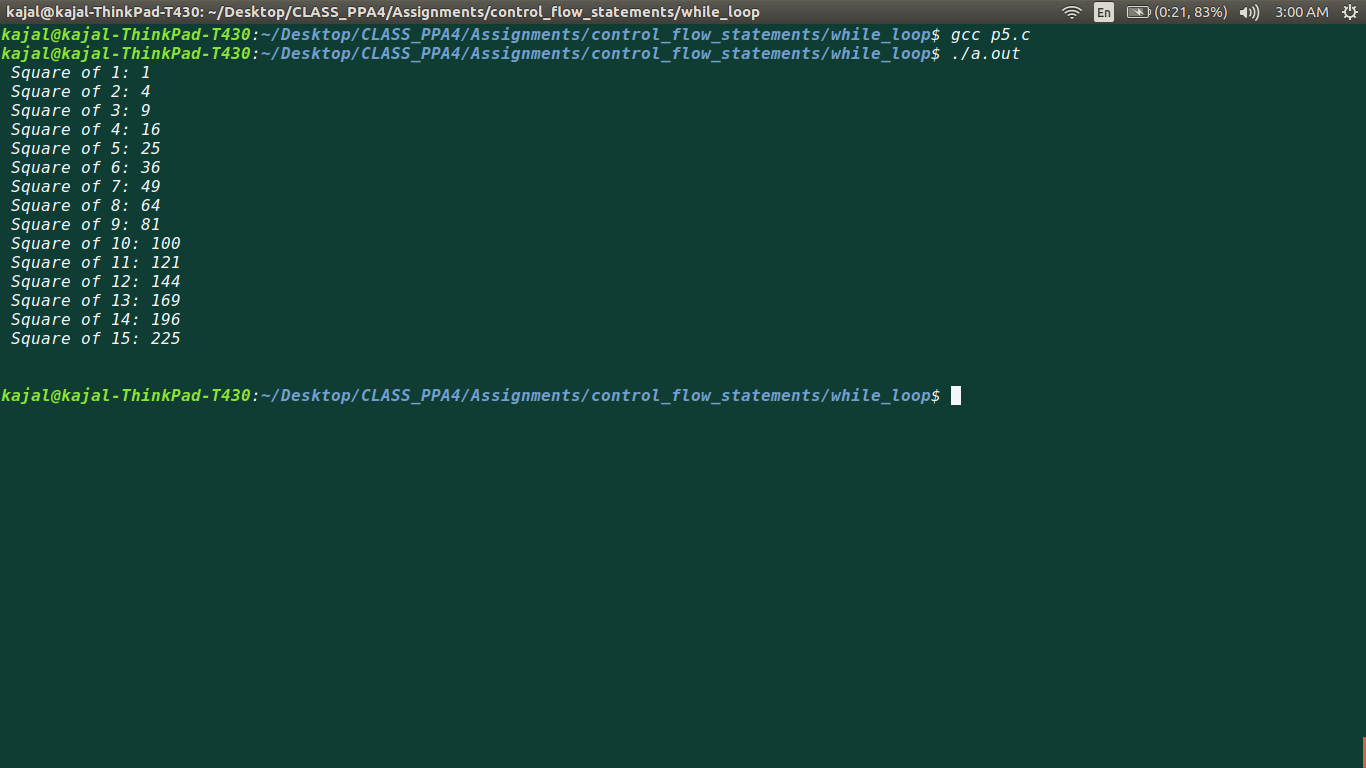 kajal@kajal-ThinkPad-T430: ~/Desktop/CLASS_PPA4/Assignments/control_flow_statements/while_loop En (0:21, 83%) 3:00 AM
kajal@kajal-ThinkPad-T430:~/Desktop/CLASS_PPA4/Assignments/control_flow_statements/while_loop$ gcc p5.c
kajal@kajal-ThinkPad-T430:~/Desktop/CLASS_PPA4/Assignments/control_flow_statements/while_loop$ ./a.out
Square of 1: 1
Square of 2: 4
Square of 3: 9
Square of 4: 16
Square of 5: 25
Square of 6: 36
Square of 7: 49
Square of 8: 64
Square of 9: 81
Square of 10: 100
Square of 11: 121
Square of 12: 144
Square of 13: 169
Square of 14: 196
Square of 15: 225
kajal@kajal-ThinkPad-T430:~/Desktop/CLASS_PPA4/Assignments/control_flow_statements/while_loop$